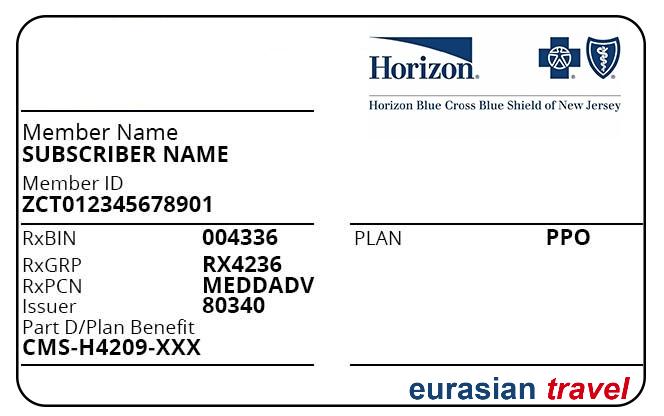 Horizon
Horizon Blue Cross Blue Shield of New Jersey
Member Name
SUBSCRIBER NAME
Member ID
ZCT012345678901
RxBIN 004336
PLAN PPO
RxGRP RX4236
RxPCN MEDDADV
Issuer 80340
Part D/Plan Benefit
CMS-H4209-XXX
eurasian travel